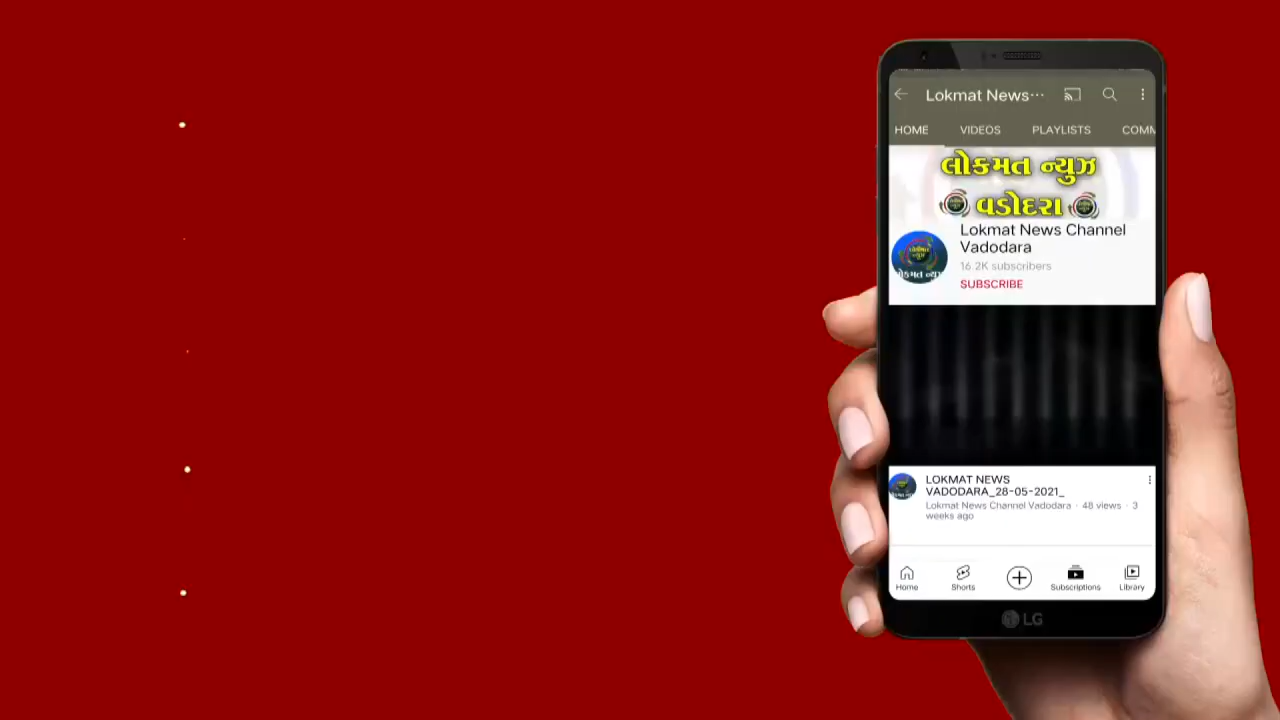 Lokmat News...
HOME VIDEOS PLAYLISTS COMM
લોકમત ન્યુઝ
વડોદરા
Lokmat News Channel
Vadodara
16.2K subscribers
SUBSCRIBE
લોકમત ન્યુઝ
LOKMAT NEWS
VADODARA_28-05-2021_
Lokmat News Channel Vadodara · 48 views · 3
weeks ago
Home Shorts Subscriptions Library
LG